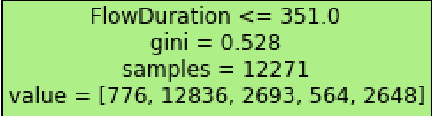 FlowDuration <= 351.0
gini = 0.528
samples = 12271
value = [776, 12836, 2693, 564, 2648]